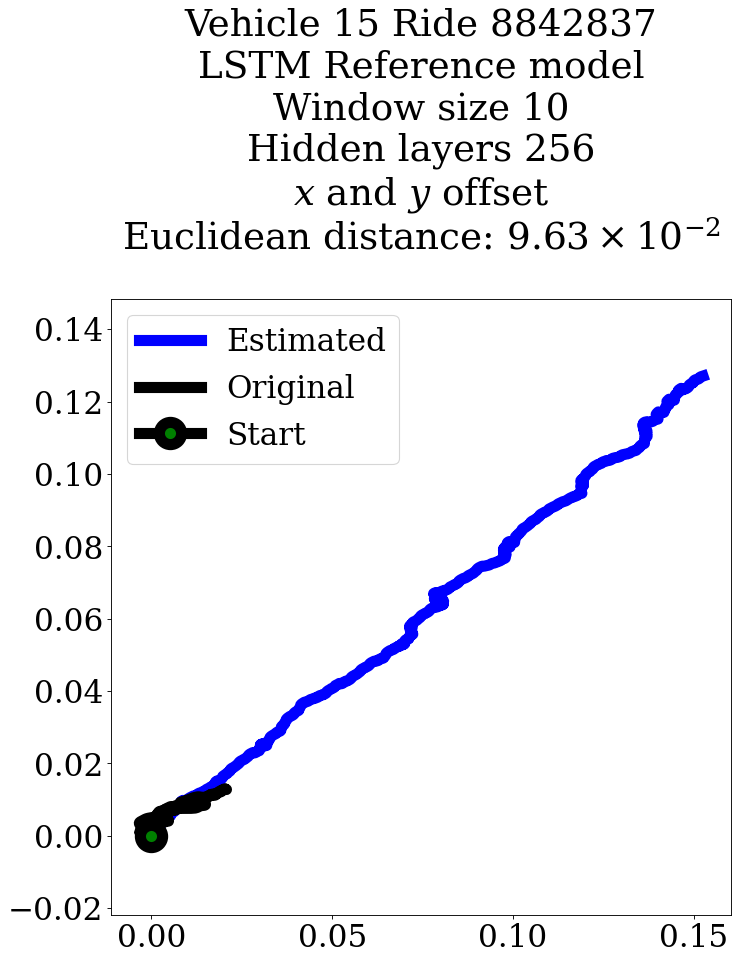 Vehicle 15 Ride 8842837
LSTM Reference model
Window size 10
Hidden layers 256
x and y offset
Euclidean distance: 9.63 × 10⁻²
Estimated
Original
Start
0.14
0.12
0.10
0.08
0.06
0.04
0.02
0.00
−0.02
0.00 0.05 0.10 0.15